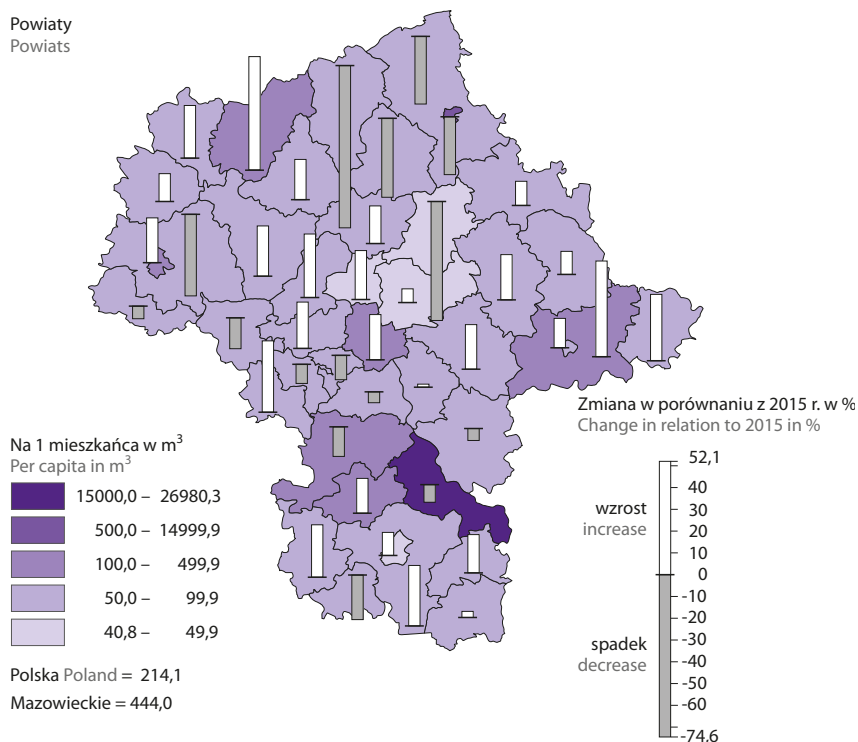 Powiaty
Powiats
Na 1 mieszkańca w m³
Per capita in m³
15000,0 – 26980,3
500,0 – 14999,9
100,0 – 499,9
50,0 – 99,9
40,8 – 49,9
Polska Poland = 214,1
Mazowieckie = 444,0
Zmiana w porównaniu z 2015 r. w %
Change in relation to 2015 in %
wzrost
increase
spadek
decrease
52,1
40
30
20
10
0
-10
-20
-30
-40
-50
-60
-74,6